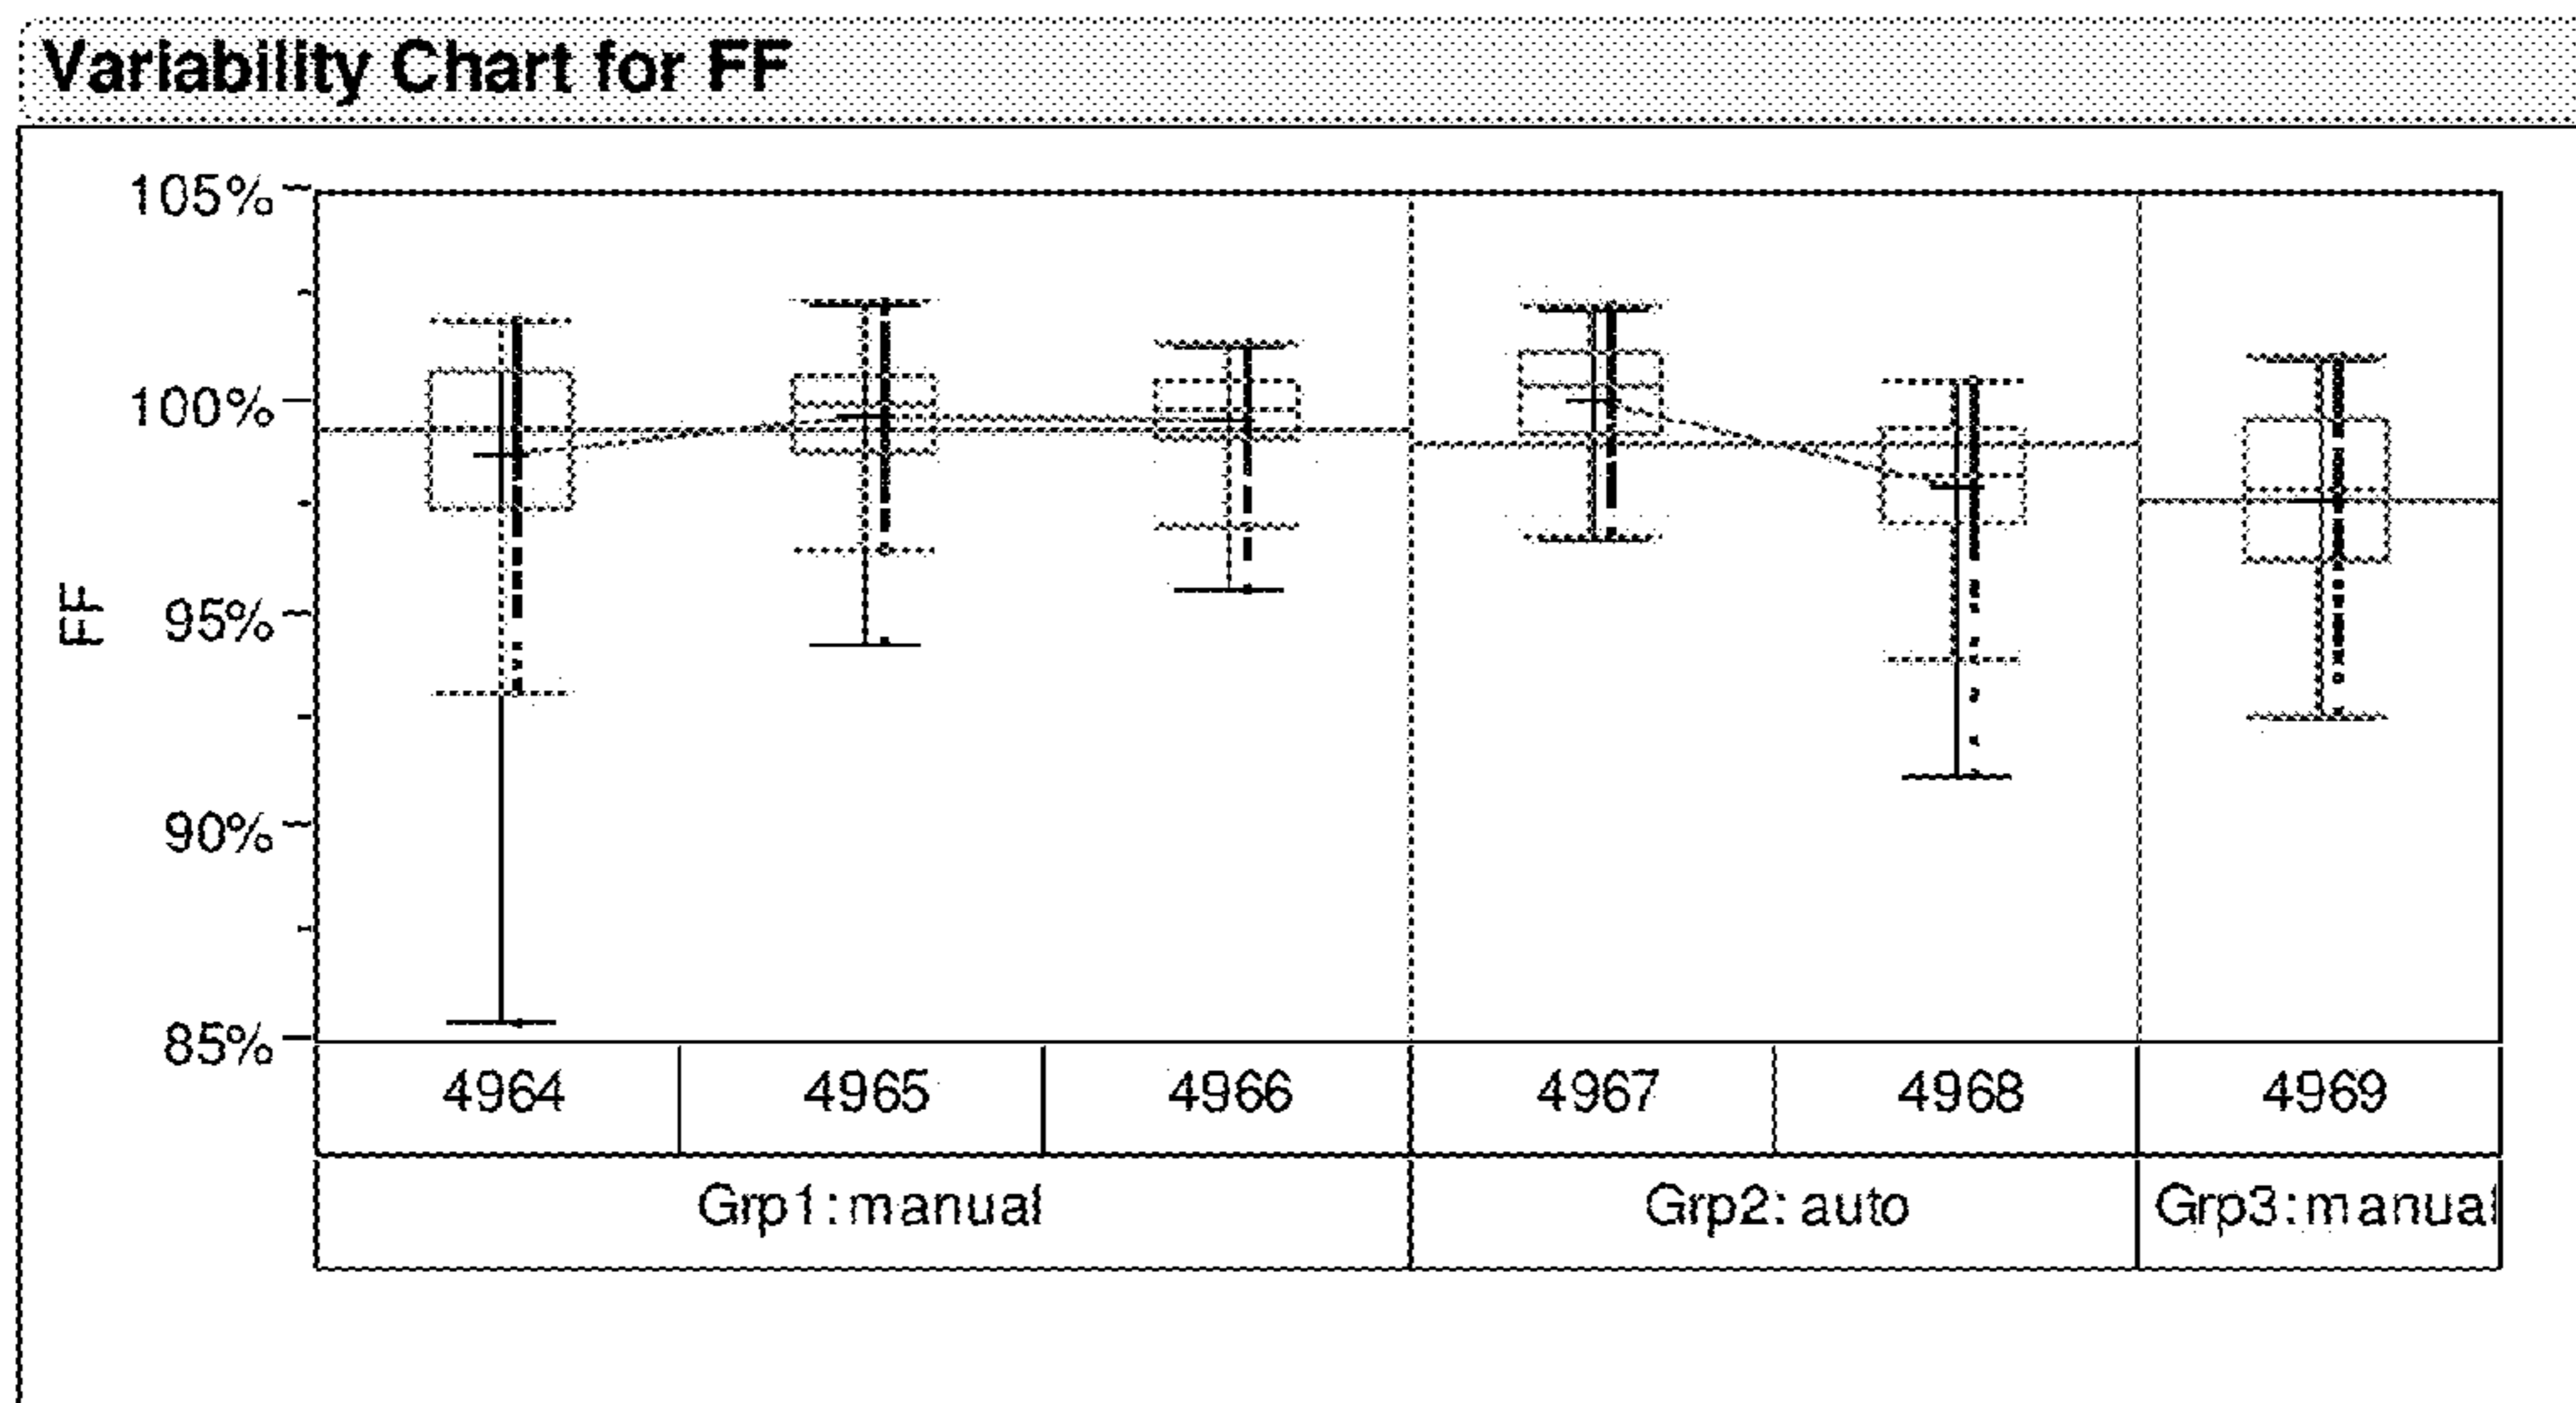 Variability Chart for FF
105%
100%
95%
90%
85%
FF
4964 4965 4966 4967 4968 4969
Grp1:manual Grp2: auto Grp3:manual